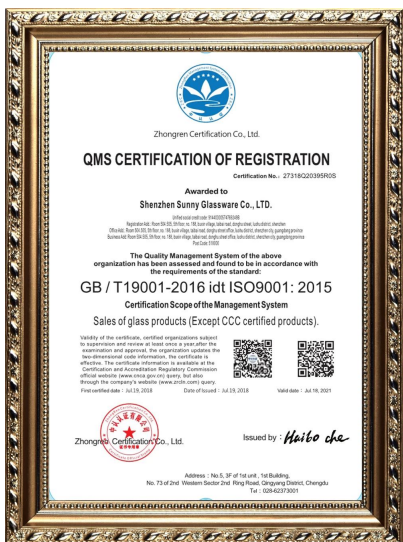 Zhongren Certification Co., Ltd.
QMS CERTIFICATION OF REGISTRATION
Certification No.: 27318Q20395R0S
Awarded to
Shenzhen Sunny Glassware Co., LTD.
The Quality Management System of the above
organization has been assessed and found to be in accordance with
the requirements of the standard:
GB / T19001-2016 idt ISO9001: 2015
Certification Scope of the Management System
Sales of glass products (Except CCC certified products).
Validity of the certificate, certified organizations subject
to supervision and review at least once a year.after the
examination and approval, the organization updates the
two-dimensional code information, the certificate is
effective. The certificate information is available at the
Certification and Accreditation Regulatory Commission
official website (www.cnca.gov.cn) query, but also
through the company's website (www.zrctn.com) query.
First certified date : Jul.19, 2018
Date of Issued : Jul.19, 2018
Valid date : Jul.18, 2021
Zhongren Certification Co., Ltd.
Issued by : Haibo che
Address : No.5, 3F of 1st unit , 1st Building,
No. 73 of 2nd Western Sector 2nd Ring Road, Qingyang District, Chengdu
Tel : 028-62373001